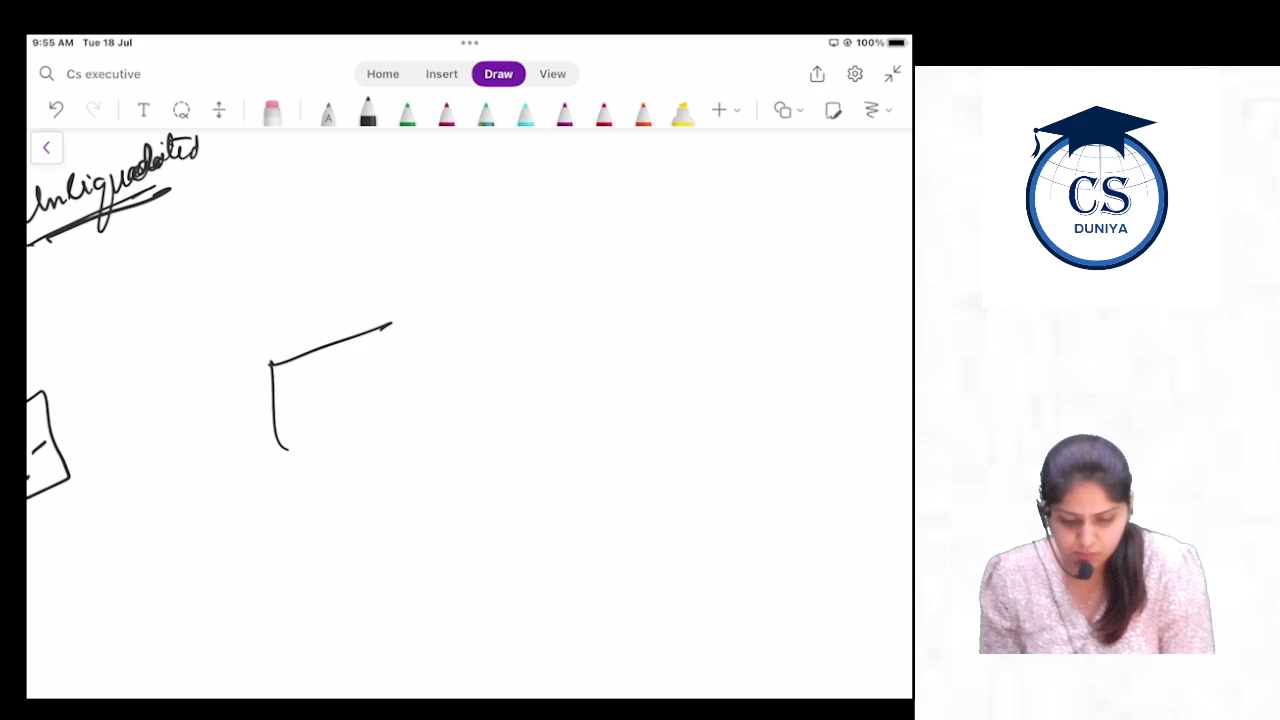 9:55 AM Tue 18 Jul
100%
Cs executive
Home Insert Draw View
T
A
Unliquidated
CS
DUNIYA